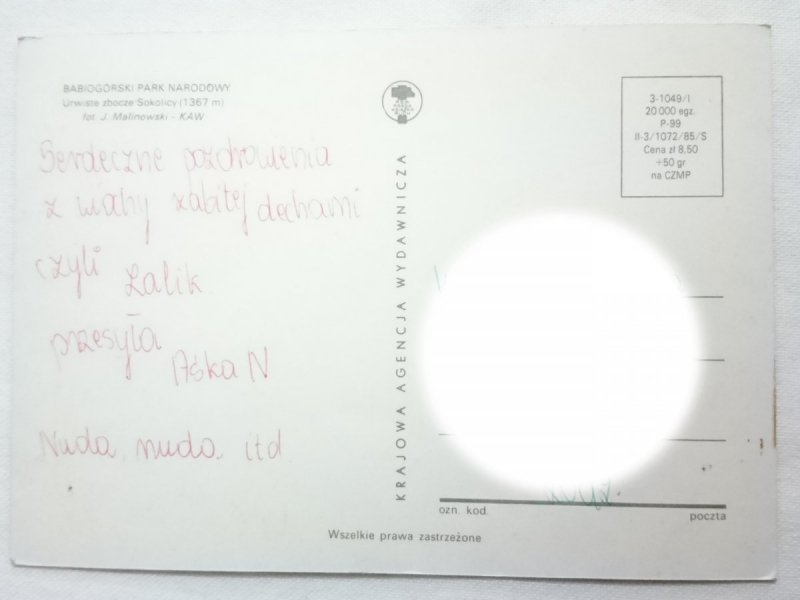 BABIOGÓRSKI PARK NARODOWY
Urwiste zbocze Sokolicy (1367 m)
fot. J. Malinowski - KAW
Serdeczne pozdrowienia
z wiahy zabitej dechami
czyli Lalik
przesyła
Aśka N
Nuda, nuda, itd
KRAJOWA AGENCJA WYDAWNICZA
3-1049/I
20 000 egz.
P-99
II-3/1072/85/S
Cena zł 8,50
+50 gr
na CZMP
ozn. kod.
poczta
Wszelkie prawa zastrzeżone